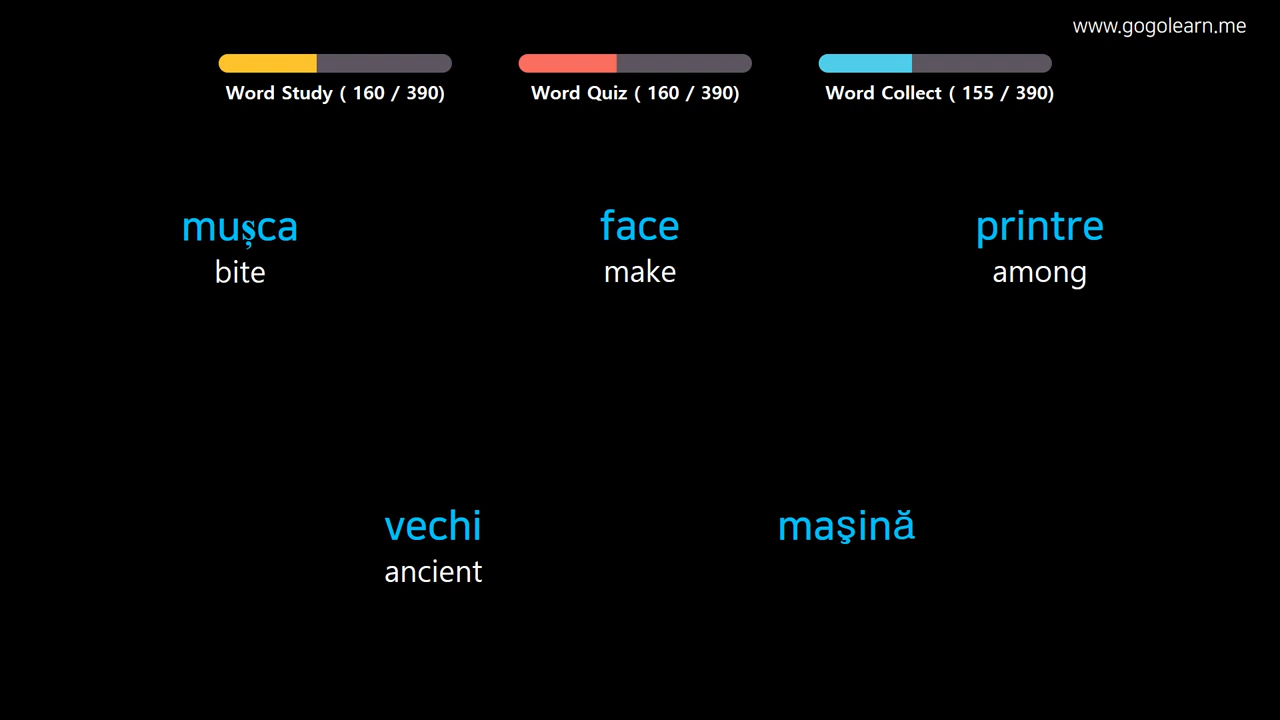 www.gogolearn.me
Word Study ( 160 / 390)
Word Quiz ( 160 / 390)
Word Collect ( 155 / 390)
mușca
bite
face
make
printre
among
vechi
ancient
maşină